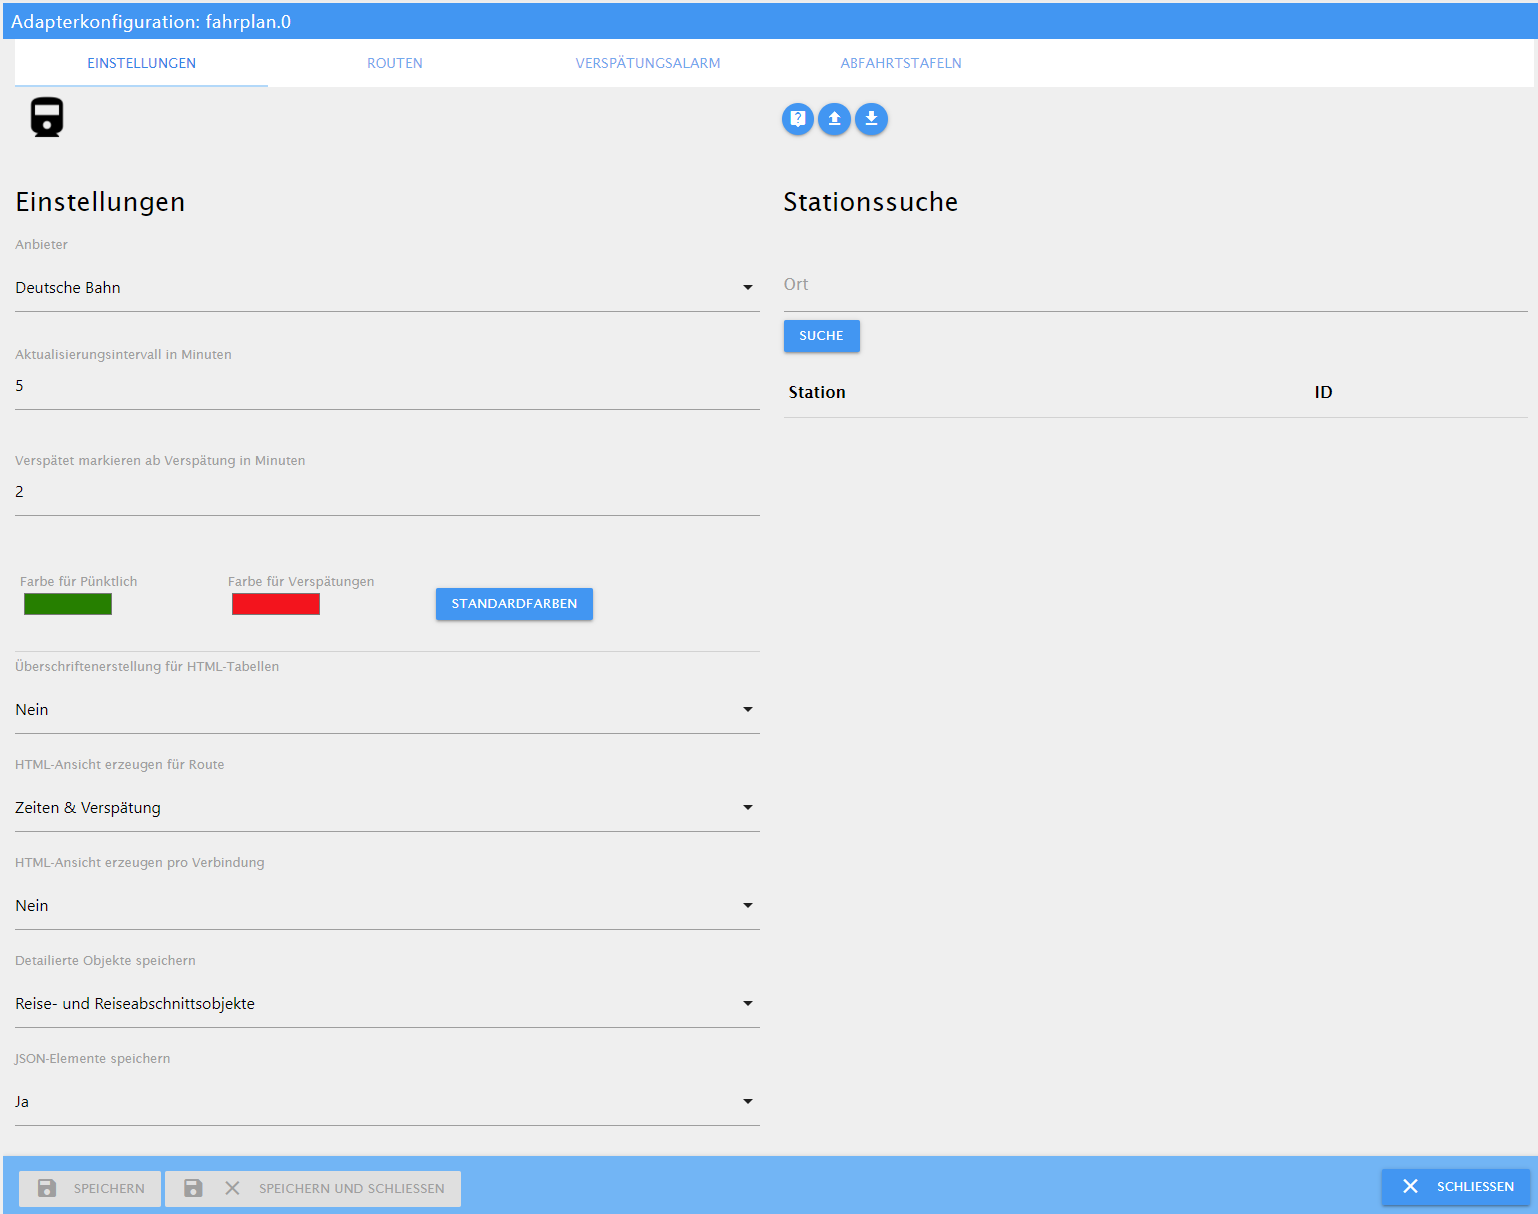 Adapterkonfiguration: fahrplan.0
EINSTELLUNGEN ROUTEN VERSPÄTUNGSALARM ABFAHRTSTAFELN
Einstellungen
Anbieter
Deutsche Bahn
Aktualisierungsintervall in Minuten
5
Verspätet markieren ab Verspätung in Minuten
2
Farbe für Pünktlich Farbe für Verspätungen
STANDARDFARBEN
Überschriftenerstellung für HTML-Tabellen
Nein
HTML-Ansicht erzeugen für Route
Zeiten & Verspätung
HTML-Ansicht erzeugen pro Verbindung
Nein
Detailierte Objekte speichern
Reise- und Reiseabschnittsobjekte
JSON-Elemente speichern
Ja
Stationssuche
Ort
SUCHE
Station ID
SPEICHERN SPEICHERN UND SCHLIESSEN SCHLIESSEN